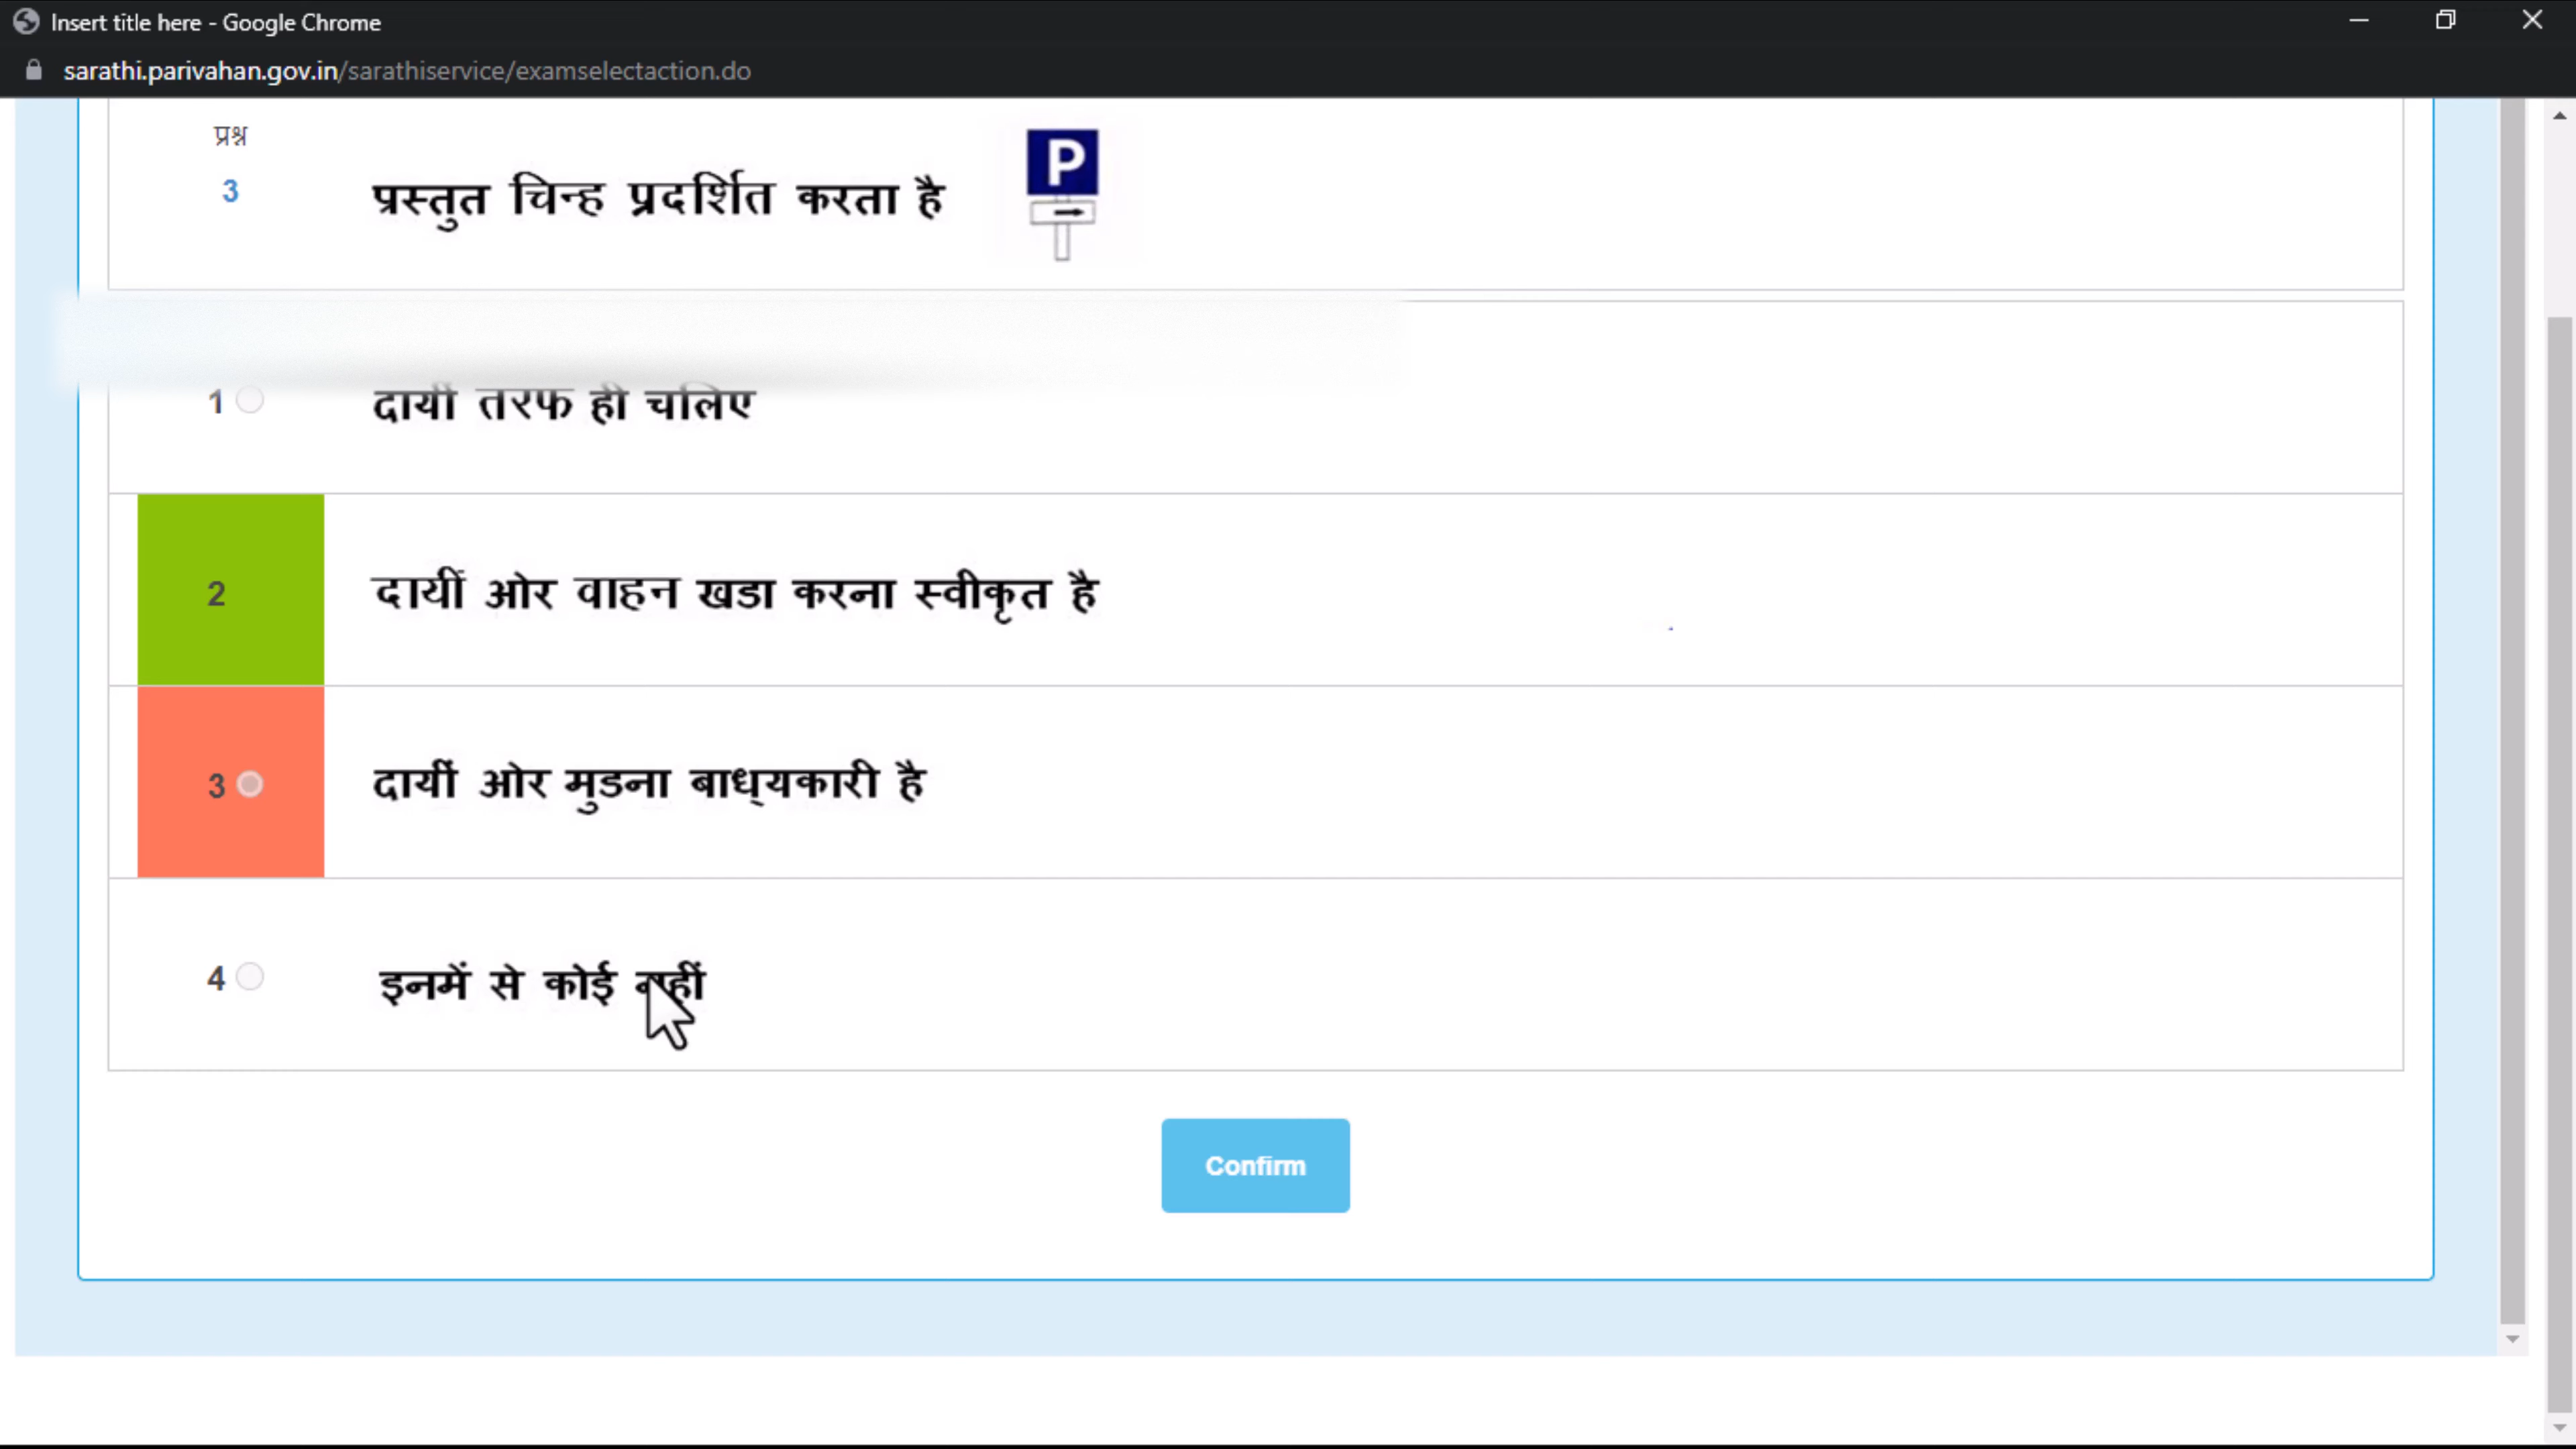 Insert title here - Google Chrome
sarathi.parivahan.gov.in/sarathiservice/examselectaction.do
प्रश्न
3
प्रस्तुत चिन्ह प्रदर्शित करता है
P
1 दायीं तरफ ही चलिए
2 दायीं ओर वाहन खडा करना स्वीकृत है
3 दायीं ओर मुडना बाध्यकारी है
4 इनमें से कोई नहीं
Confirm